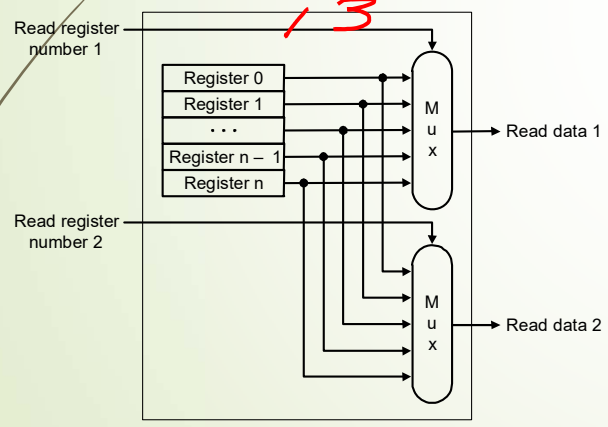 Read register
number 1
/ 3
Register 0
Register 1
. . .
Register n – 1
Register n
M
u
x
Read data 1
Read register
number 2
M
u
x
Read data 2